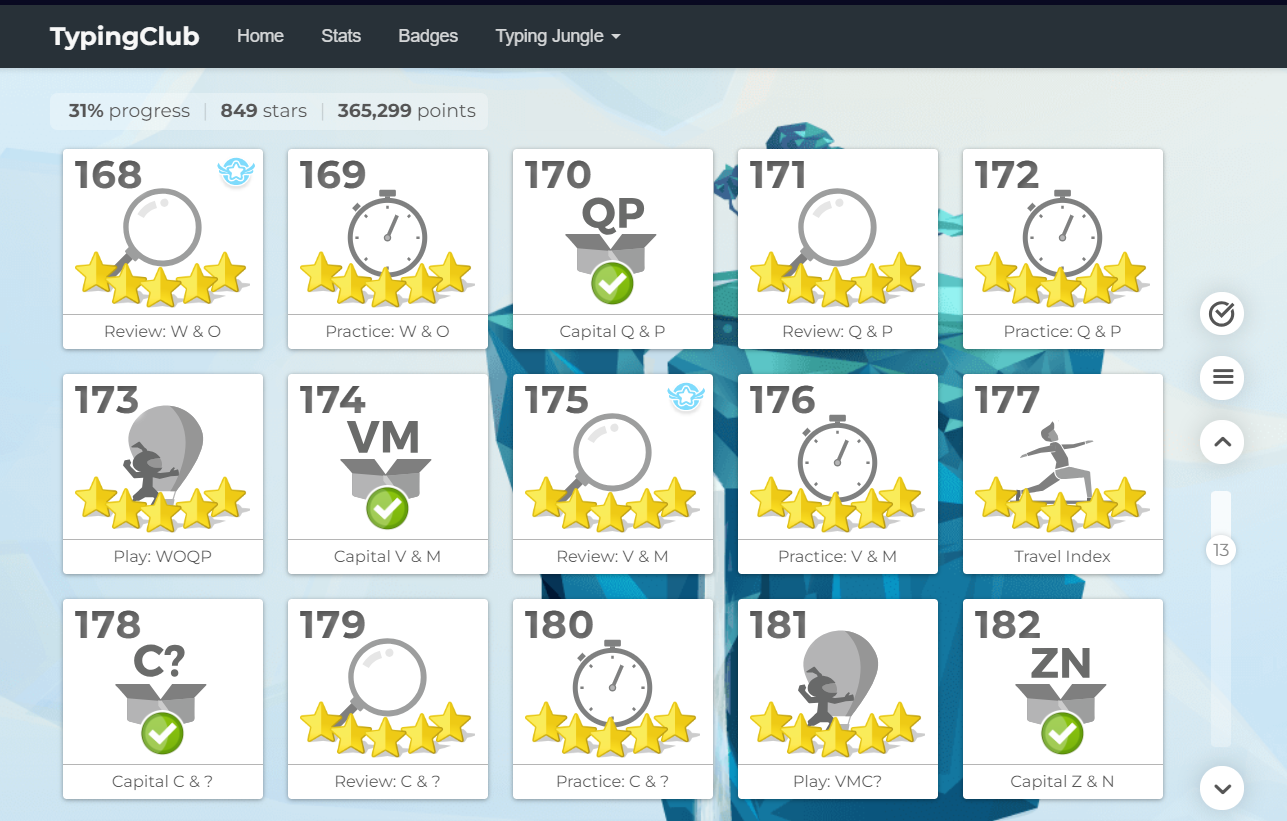 TypingClub Home Stats Badges Typing Jungle
31% progress 849 stars 365,299 points
168 169 170 171 172
QP
Review: W & O Practice: W & O Capital Q & P Review: Q & P Practice: Q & P
173 174 175 176 177
VM
Play: WOQP Capital V & M Review: V & M Practice: V & M Travel Index
13
178 179 180 181 182
C? ZN
Capital C & ? Review: C & ? Practice: C & ? Play: VMC? Capital Z & N